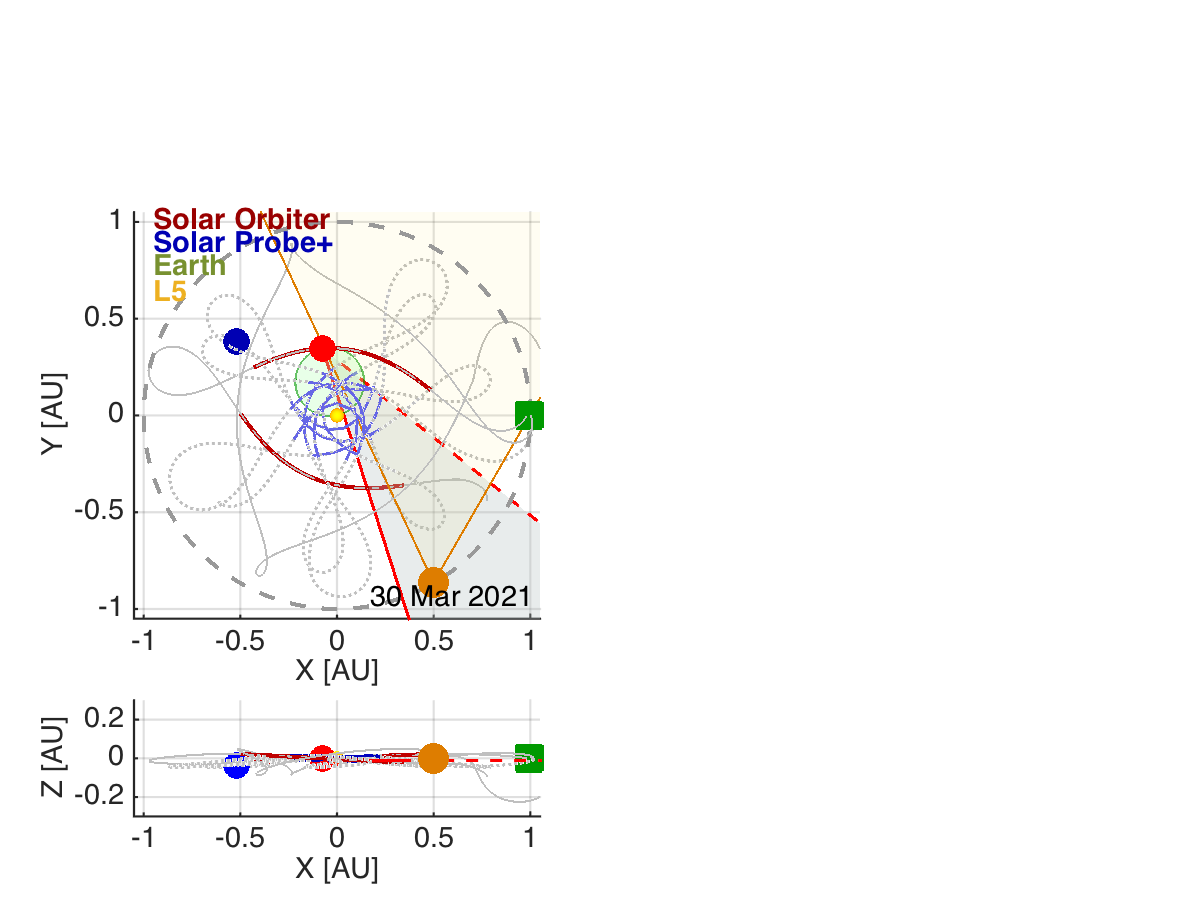 Solar Orbiter
Solar Probe+
Earth
L5
1
0.5
0
-0.5
-1
Y [AU]
30 Mar 2021
-1 -0.5 0 0.5 1
X [AU]
0.2
0
-0.2
Z [AU]
-1 -0.5 0 0.5 1
X [AU]